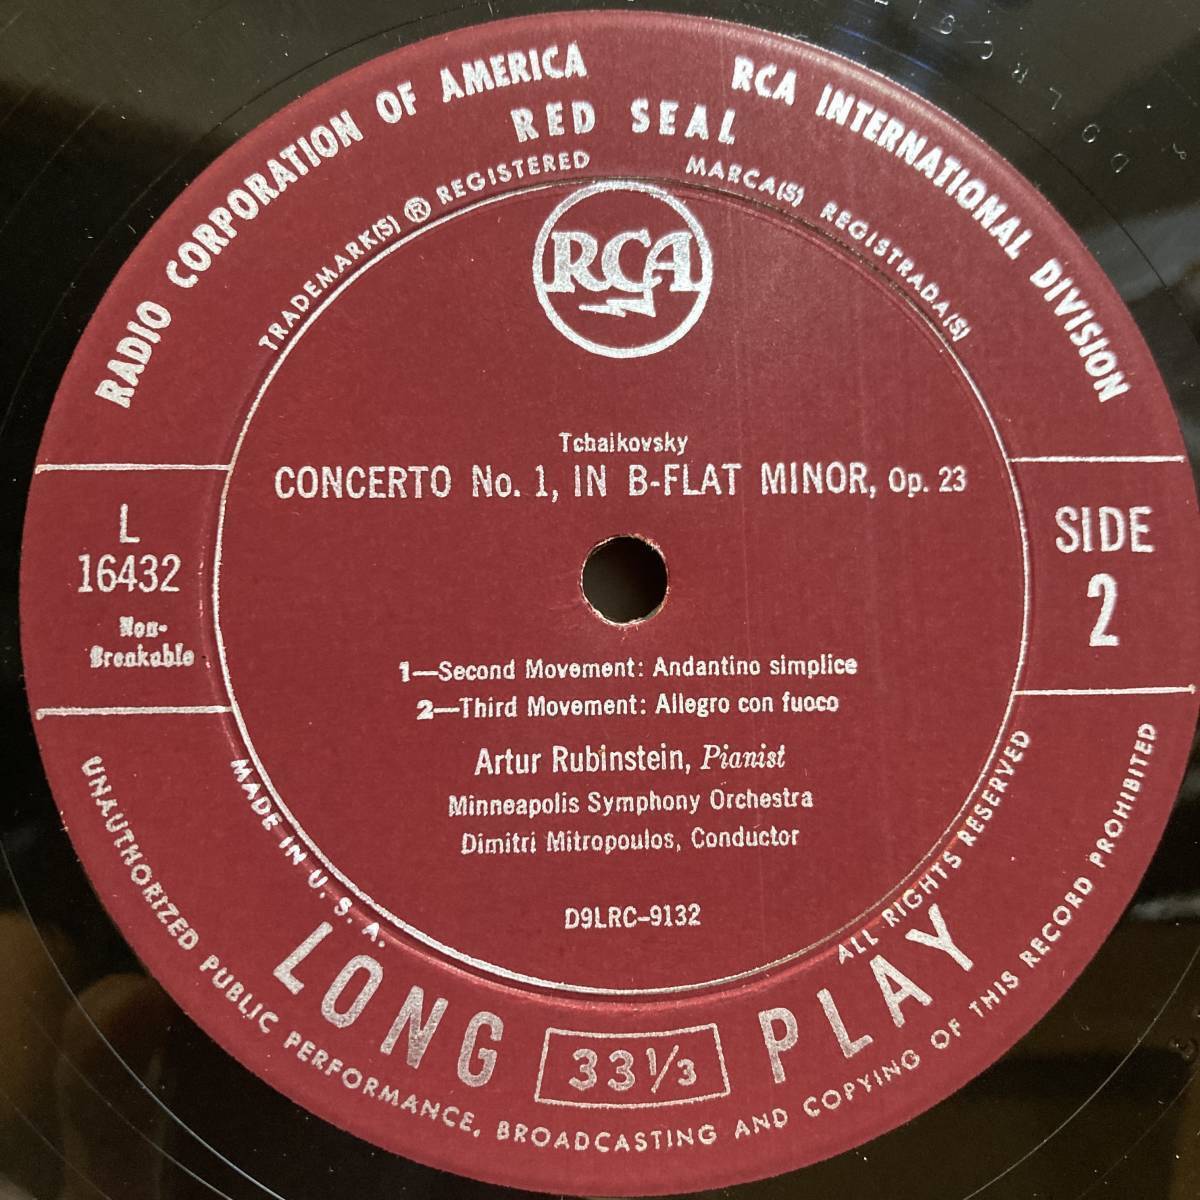 RADIO CORPORATION OF AMERICA
RCA INTERNATIONAL DIVISION
RED SEAL
TRADEMARK(S) ® REGISTERED
MARCA(S) REGISTRADA(S)
RCA
Tchaikovsky
CONCERTO No. 1, IN B-FLAT MINOR, Op. 23
L
16432
Non-
Breakable
SIDE
2
1—Second Movement: Andantino simplice
2—Third Movement: Allegro con fuoco
Artur Rubinstein, Pianist
Minneapolis Symphony Orchestra
Dimitri Mitropoulos, Conductor
D9LRC-9132
MADE IN U. S. A.
ALL RIGHTS RESERVED
LONG 33 1/3 PLAY
UNAUTHORIZED PUBLIC PERFORMANCE, BROADCASTING AND COPYING OF THIS RECORD PROHIBITED